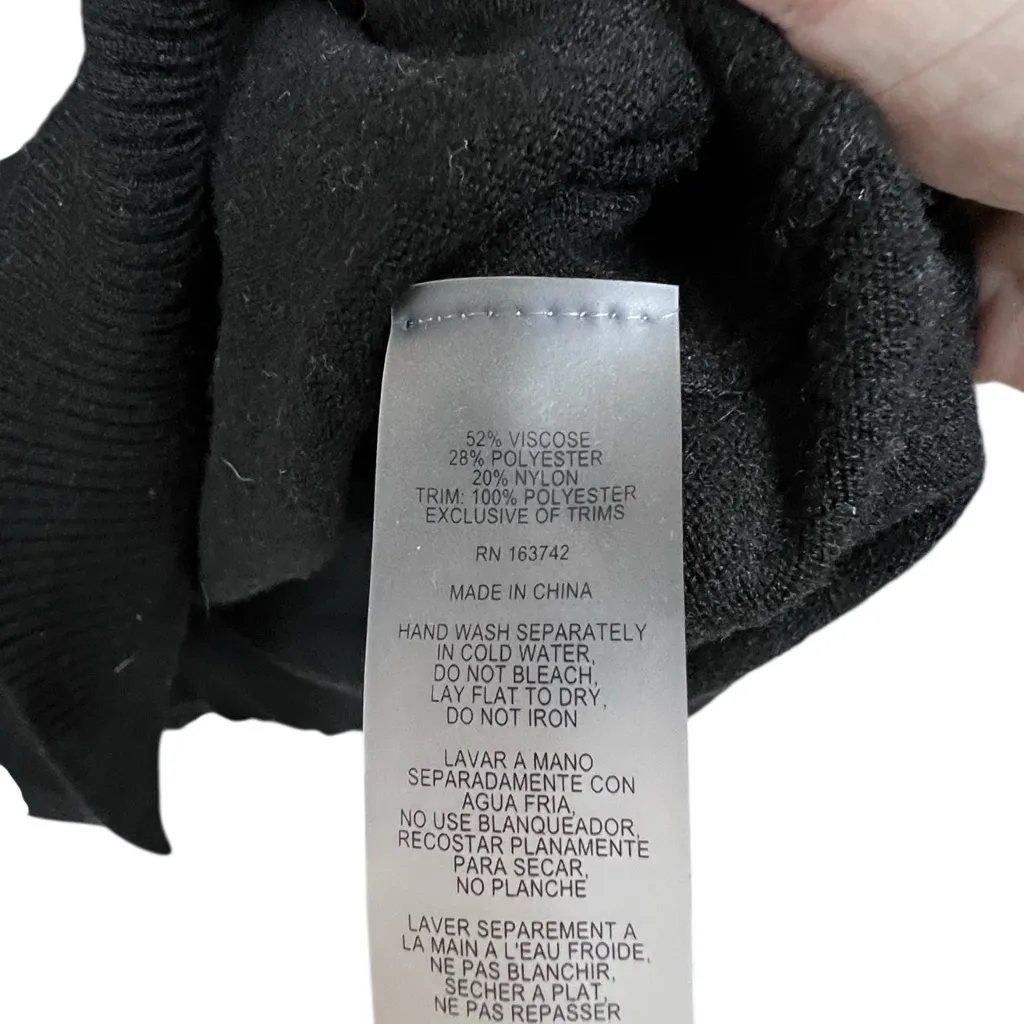 52% VISCOSE
28% POLYESTER
20% NYLON
TRIM: 100% POLYESTER
EXCLUSIVE OF TRIMS
RN 163742
MADE IN CHINA
HAND WASH SEPARATELY
IN COLD WATER,
DO NOT BLEACH,
LAY FLAT TO DRY,
DO NOT IRON
LAVAR A MANO
SEPARADAMENTE CON
AGUA FRIA,
NO USE BLANQUEADOR,
RECOSTAR PLANAMENTE
PARA SECAR,
NO PLANCHE
LAVER SEPAREMENT A
LA MAIN A L'EAU FROIDE,
NE PAS BLANCHIR,
SECHER A PLAT,
NE PAS REPASSER